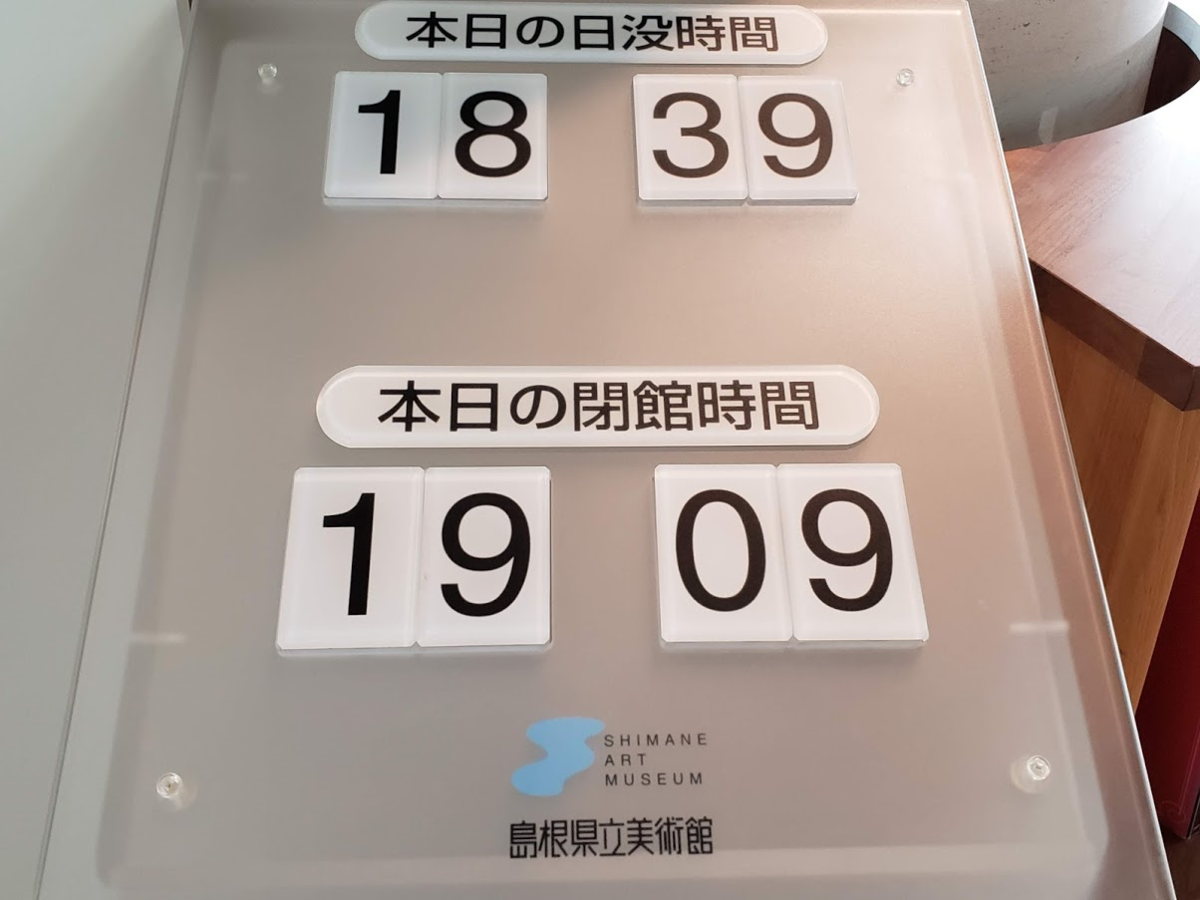 本日の日没時間
18 39
本日の閉館時間
19 09
SHIMANE
ART
MUSEUM
島根県立美術館